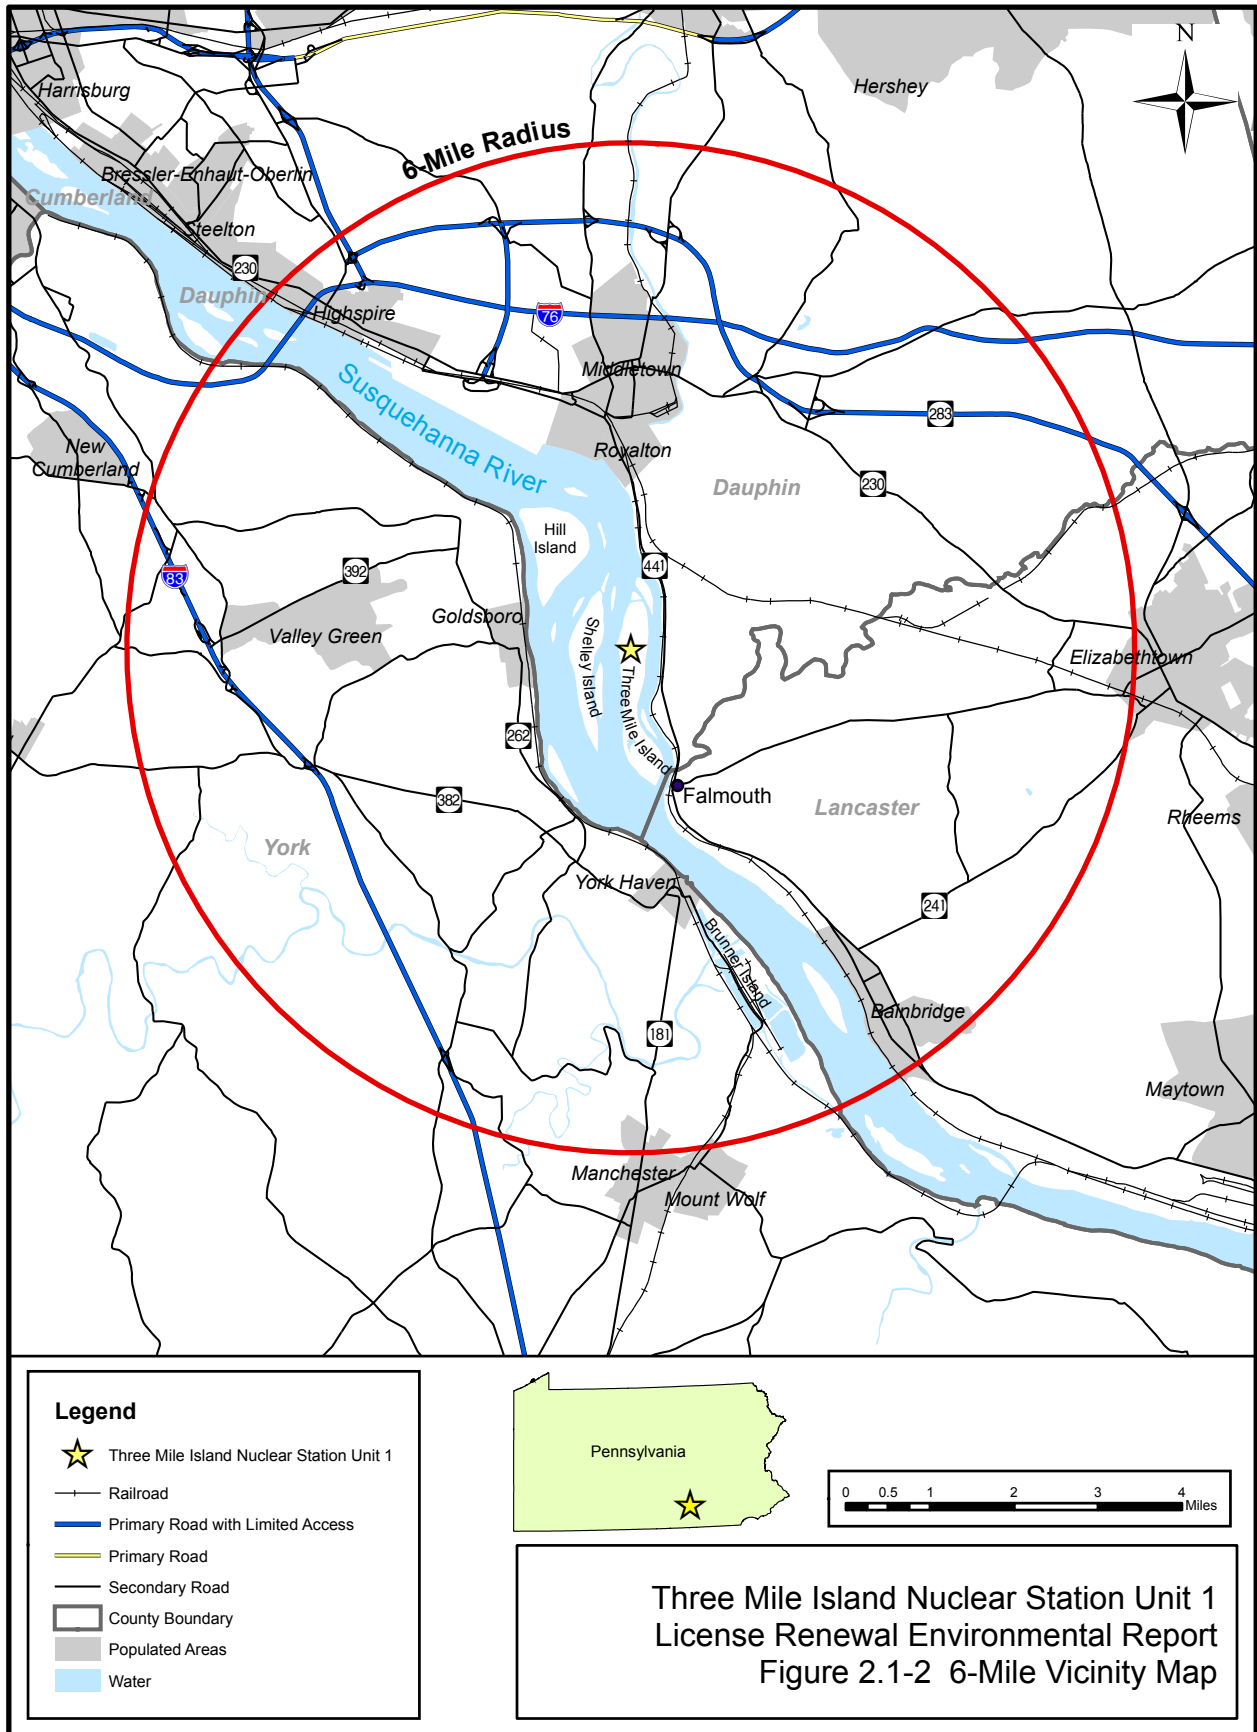 N
Harrisburg
Hershey
6-Mile Radius
Bressler-Enhaut-Oberlin
Cumberland
Steelton
230
Dauphin
Highspire
76
Middletown
Susquehanna River
283
New
Cumberland
Royalton
Dauphin
230
Hill
Island
441
83
392
Goldsboro
Valley Green
Shelley Island
Three Mile Island
Elizabethtown
262
382
Falmouth
Lancaster
Rheems
York
York Haven
241
Brunner Island
Bainbridge
181
Maytown
Manchester
Mount Wolf
Legend
Three Mile Island Nuclear Station Unit 1
Railroad
Primary Road with Limited Access
Primary Road
Secondary Road
County Boundary
Populated Areas
Water
Pennsylvania
0 0.5 1 2 3 4
Miles
Three Mile Island Nuclear Station Unit 1
License Renewal Environmental Report
Figure 2.1-2 6-Mile Vicinity Map